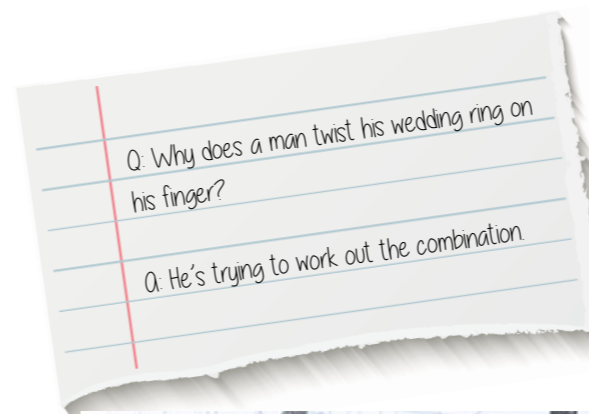 Q: Why does a man twist his wedding ring on
his finger?
A: He's trying to work out the combination.